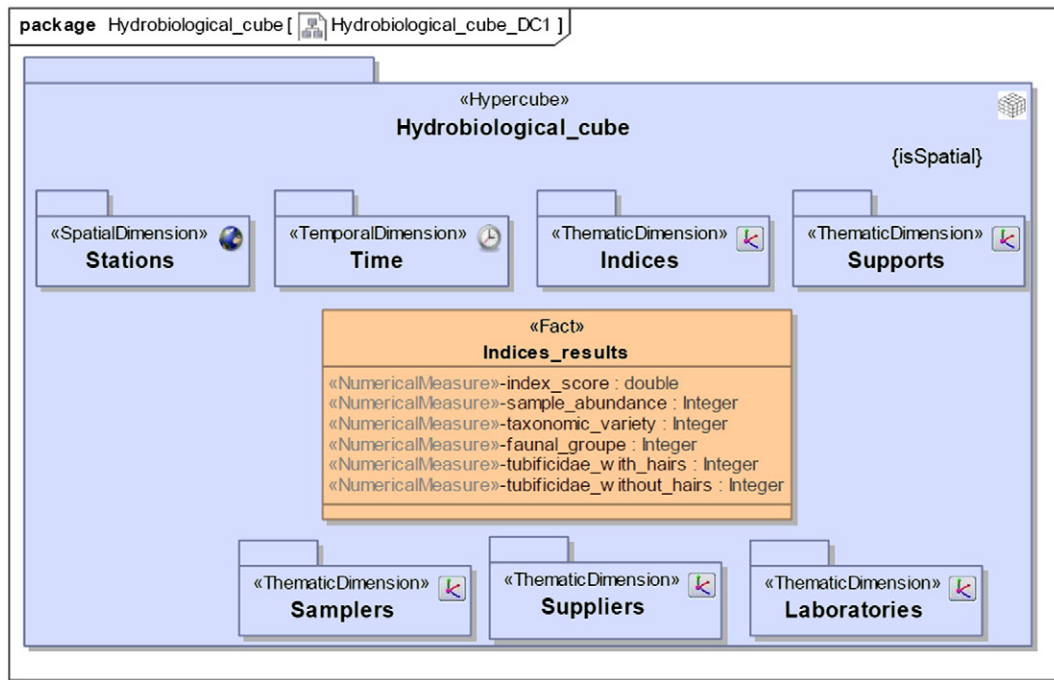 package Hydrobiological_cube [ Hydrobiological_cube_DC1 ]
«Hypercube»
Hydrobiological_cube
{isSpatial}
«SpatialDimension» «TemporalDimension» «ThematicDimension» «ThematicDimension»
Stations Time Indices Supports
«Fact»
Indices_results
«NumericalMeasure»-index_score : double
«NumericalMeasure»-sample_abundance : Integer
«NumericalMeasure»-taxonomic_variety : Integer
«NumericalMeasure»-faunal_groupe : Integer
«NumericalMeasure»-tubificidae_with_hairs : Integer
«NumericalMeasure»-tubificidae_without_hairs : Integer
«ThematicDimension» «ThematicDimension» «ThematicDimension»
Samplers Suppliers Laboratories